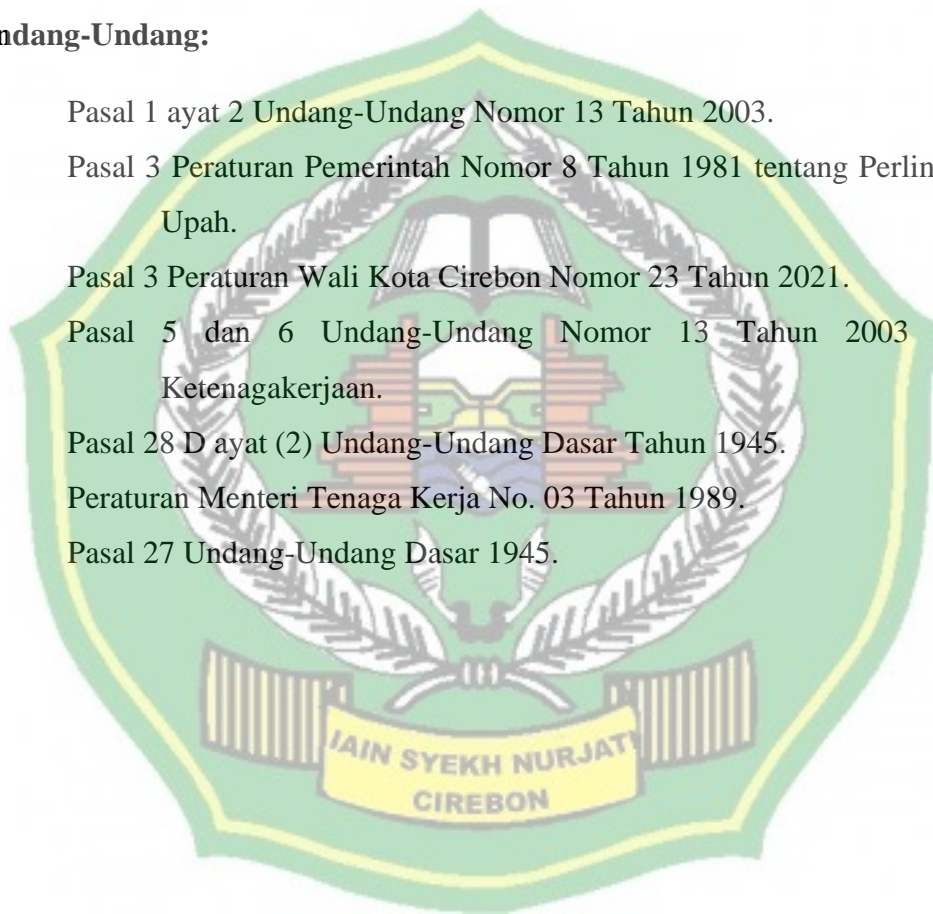 ndang-Undang:
Pasal 1 ayat 2 Undang-Undang Nomor 13 Tahun 2003.
Pasal 3 Peraturan Pemerintah Nomor 8 Tahun 1981 tentang Perlin
Upah.
Pasal 3 Peraturan Wali Kota Cirebon Nomor 23 Tahun 2021.
Pasal 5 dan 6 Undang-Undang Nomor 13 Tahun 2003
Ketenagakerjaan.
Pasal 28 D ayat (2) Undang-Undang Dasar Tahun 1945.
Peraturan Menteri Tenaga Kerja No. 03 Tahun 1989.
Pasal 27 Undang-Undang Dasar 1945.
IAIN SYEKH NURJATI
CIREBON